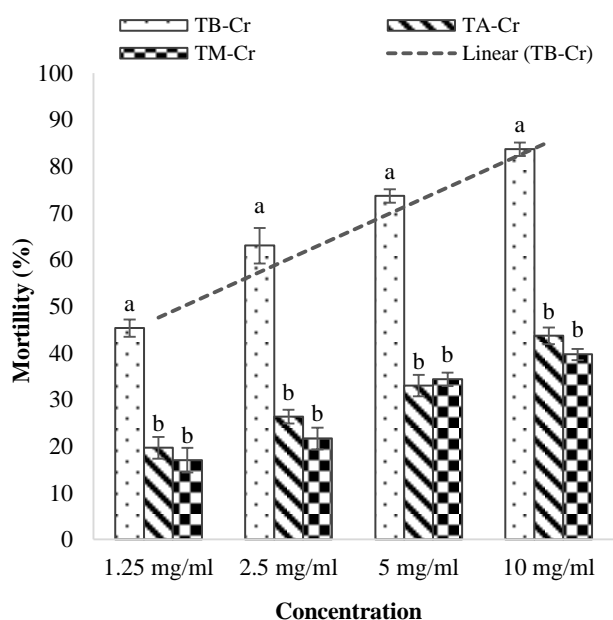 TB-Cr TA-Cr
TM-Cr Linear (TB-Cr)
100
90
80
70
60
50
40
30
20
10
0
Mortillity (%)
a
b b
a
b b
a
b b
a
b b
1.25 mg/ml 2.5 mg/ml 5 mg/ml 10 mg/ml
Concentration